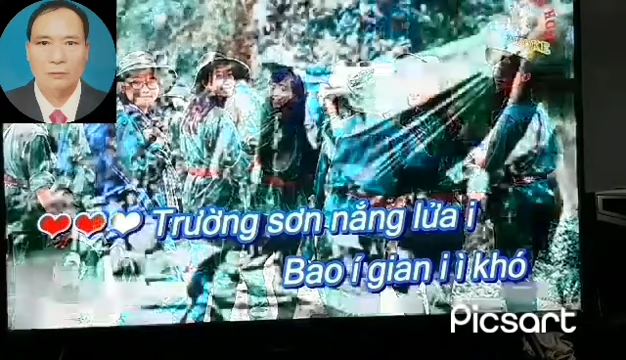 Trường sơn nắng lửa i
Bao í gian i ì khó
Picsart